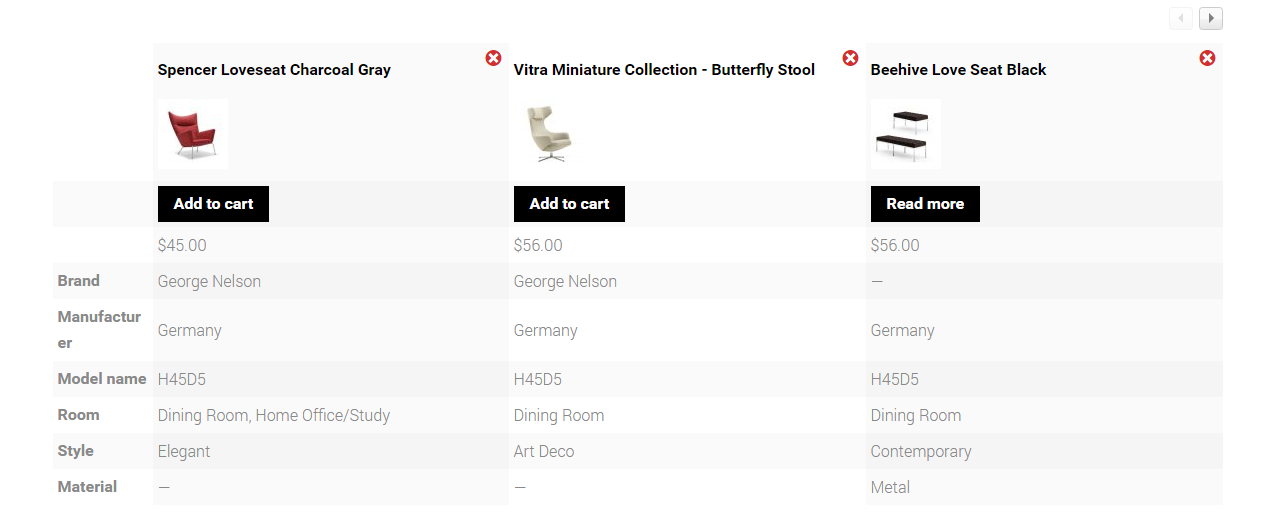 Spencer Loveseat Charcoal Gray Vitra Miniature Collection - Butterfly Stool Beehive Love Seat Black
Add to cart Add to cart Read more
$45.00 $56.00 $56.00
Brand George Nelson George Nelson —
Manufactur
er Germany Germany Germany
Model name H45D5 H45D5 H45D5
Room Dining Room, Home Office/Study Dining Room Dining Room
Style Elegant Art Deco Contemporary
Material — — Metal